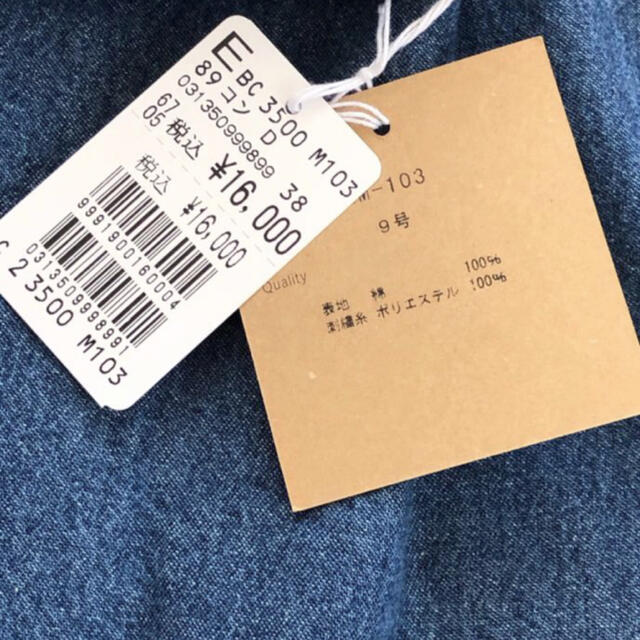 E BC 3500 M103
89 コン D
031350999899 38
67
05 税込 ¥16,000
税込 ¥16,000
9991900160004
0313509998991
2 3500 M103
M-103
9号
Quality
表地 綿 100%
刺繍糸 ポリエステル 100%